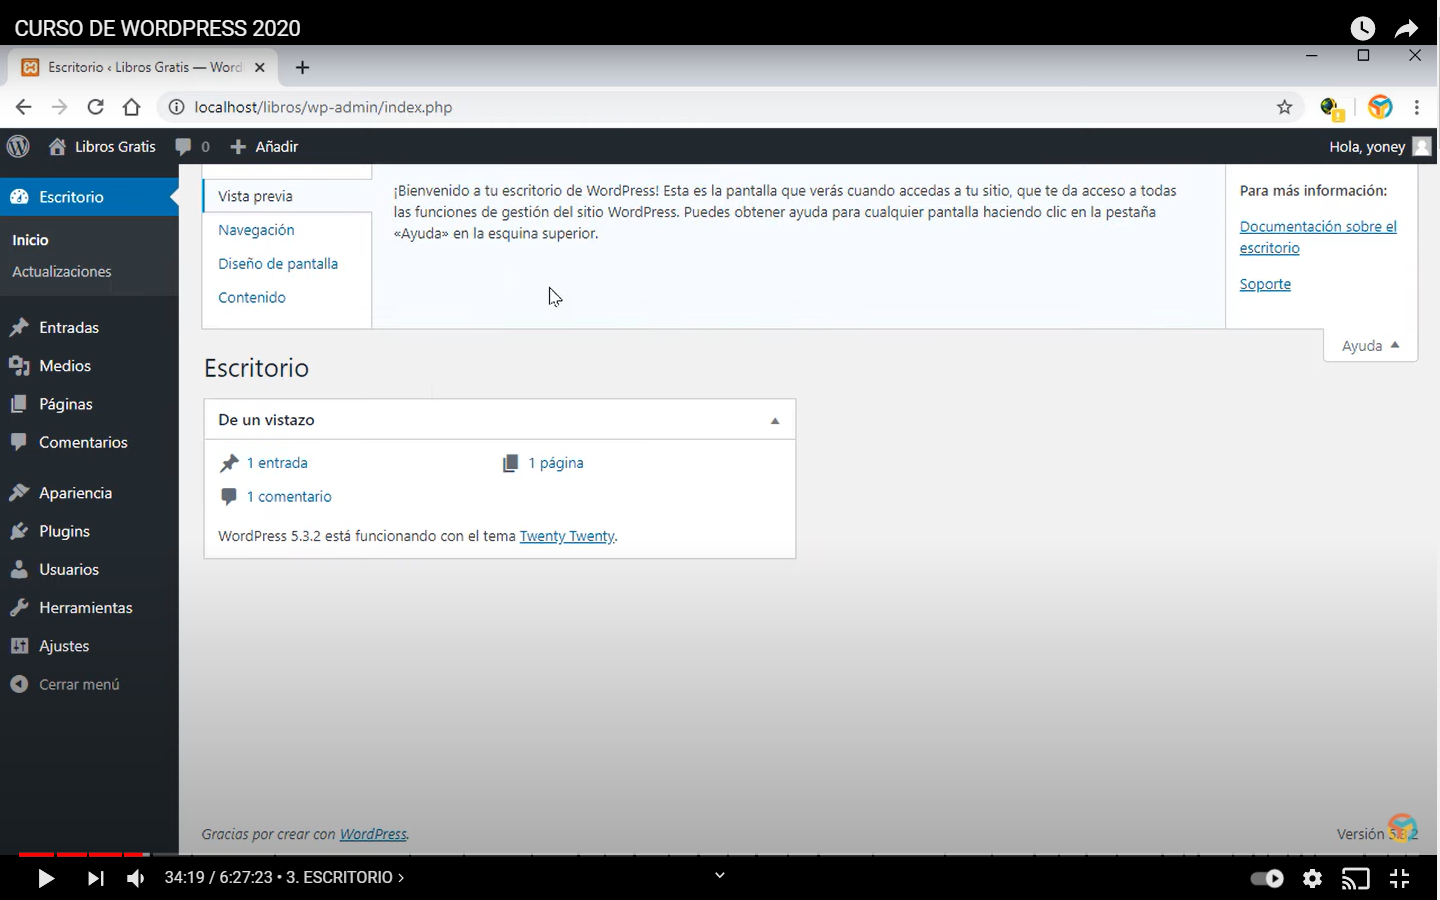 CURSO DE WORDPRESS 2020
Escritorio ‹ Libros Gratis — Word
localhost/libros/wp-admin/index.php
Libros Gratis
0
Añadir
Hola, yoney
Escritorio
Inicio
Actualizaciones
Entradas
Medios
Páginas
Comentarios
Apariencia
Plugins
Usuarios
Herramientas
Ajustes
Cerrar menú
Vista previa
Navegación
Diseño de pantalla
Contenido
¡Bienvenido a tu escritorio de WordPress! Esta es la pantalla que verás cuando accedas a tu sitio, que te da acceso a todas
las funciones de gestión del sitio WordPress. Puedes obtener ayuda para cualquier pantalla haciendo clic en la pestaña
«Ayuda» en la esquina superior.
Para más información:
Documentación sobre el
escritorio
Soporte
Ayuda
Escritorio
De un vistazo
1 entrada
1 página
1 comentario
WordPress 5.3.2 está funcionando con el tema Twenty Twenty.
Gracias por crear con WordPress.
Versión 5.3.2
34:19 / 6:27:23 • 3. ESCRITORIO ›